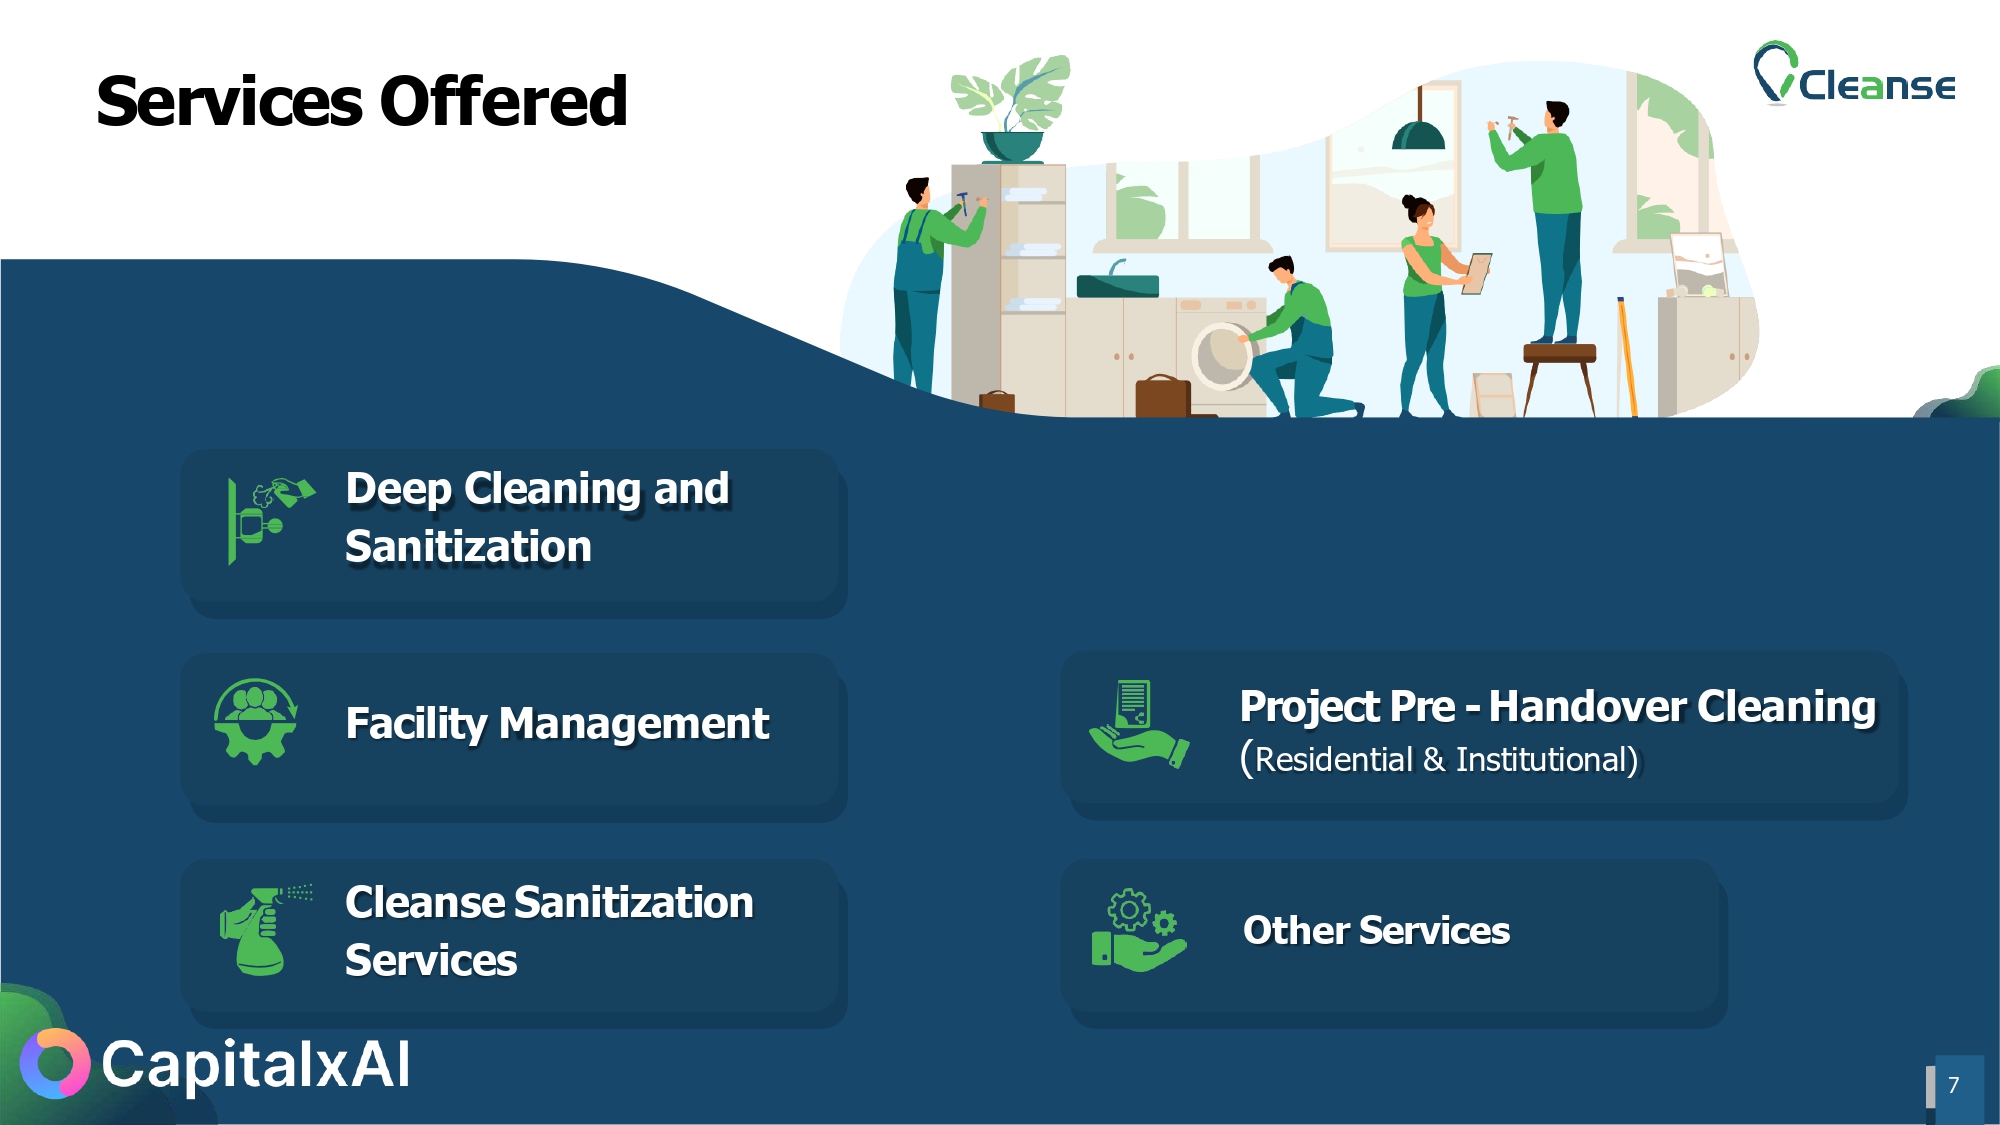 Services Offered
Cleanse
Deep Cleaning and
Sanitization
Facility Management
Project Pre - Handover Cleaning
(Residential & Institutional)
Cleanse Sanitization
Services
Other Services
CapitalxAI
7